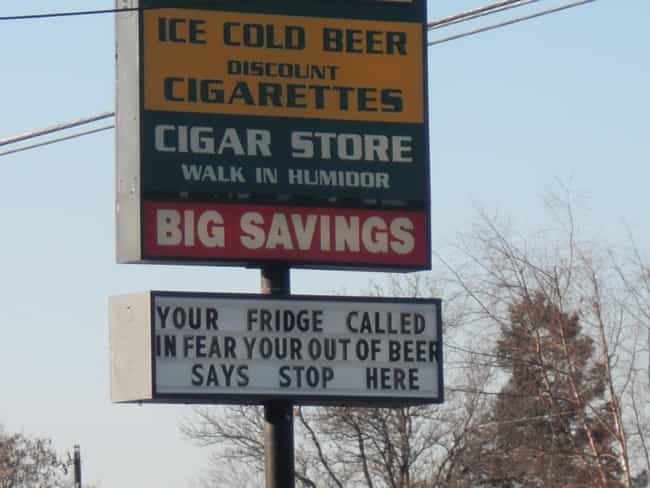 ICE COLD BEER
DISCOUNT
CIGARETTES
CIGAR STORE
WALK IN HUMIDOR
BIG SAVINGS
YOUR FRIDGE CALLED
IN FEAR YOUR OUT OF BEER
SAYS STOP HERE